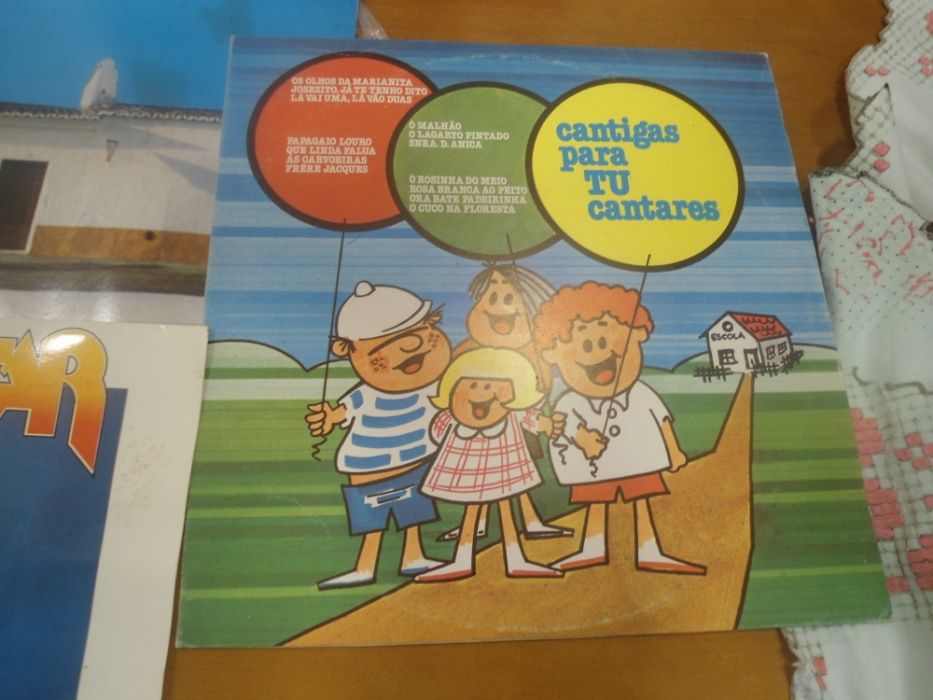 OS OLHOS DA MARIANITA
JOSEZITO, JÁ TE TENHO DITO
LÁ VAI UMA, LÁ VÃO DUAS
PAPAGAIO LOURO
QUE LINDA FALUA
AS CARVOEIRAS
FRÈRE JACQUES
Ó MALHÃO
O LAGARTO PINTADO
SNRA. D. ANICA
Ó ROSINHA DO MEIO
ROSA BRANCA AO PEITO
ORA BATE PADEIRINHA
O CUCO NA FLORESTA
cantigas
para
TU
cantares
ESCOLA